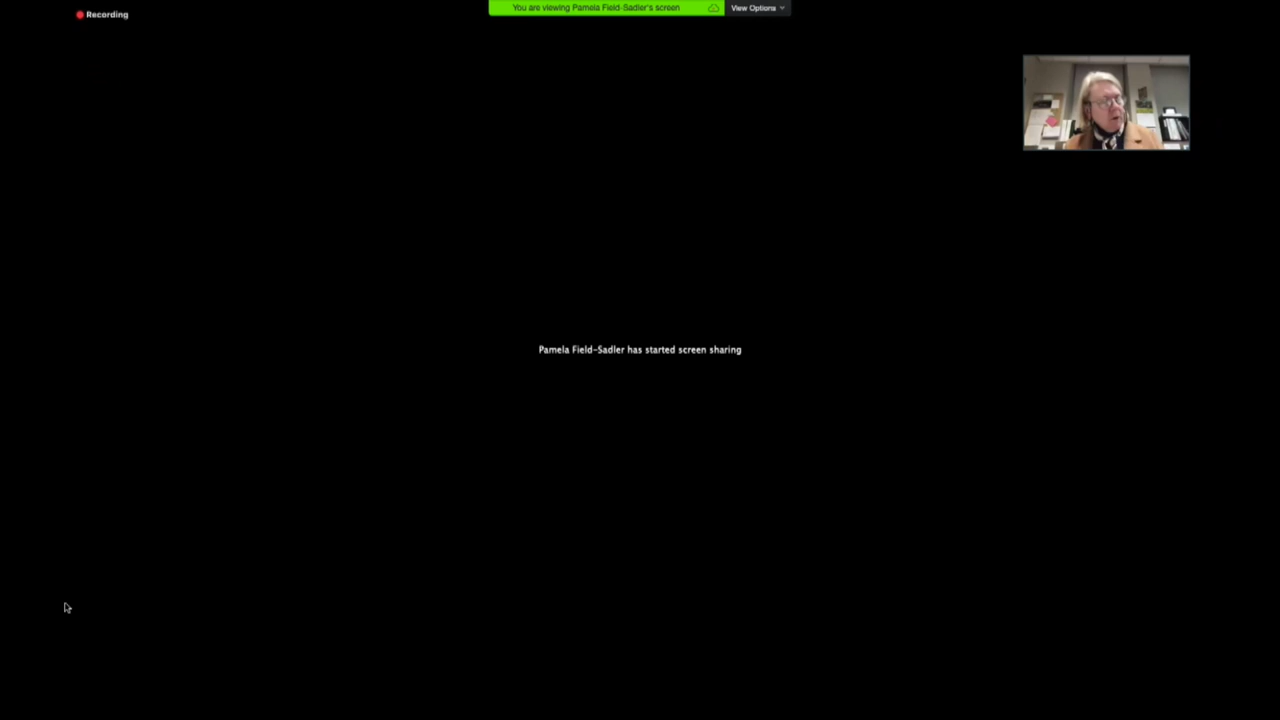 Recording
You are viewing Pamela Field-Sadler's screen
View Options
Pamela Field-Sadler has started screen sharing